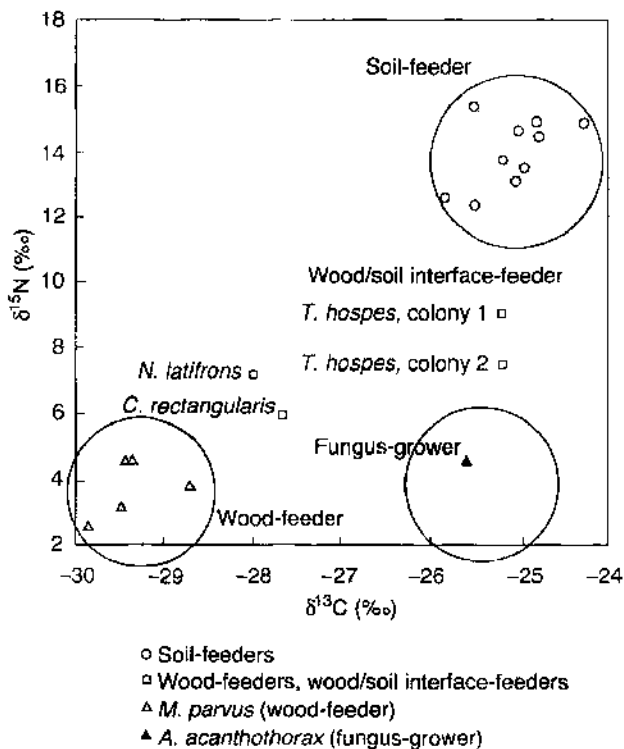 18
16
14
12
10
8
6
4
2
δ15N (‰)
Soil-feeder
Wood/soil interface-feeder
T. hospes, colony 1
T. hospes, colony 2
N. latifrons
C. rectangularis
Fungus-grower
Wood-feeder
–30 –29 –28 –27 –26 –25 –24
δ13C (‰)
Soil-feeders
Wood-feeders, wood/soil interface-feeders
M. parvus (wood-feeder)
A. acanthothorax (fungus-grower)